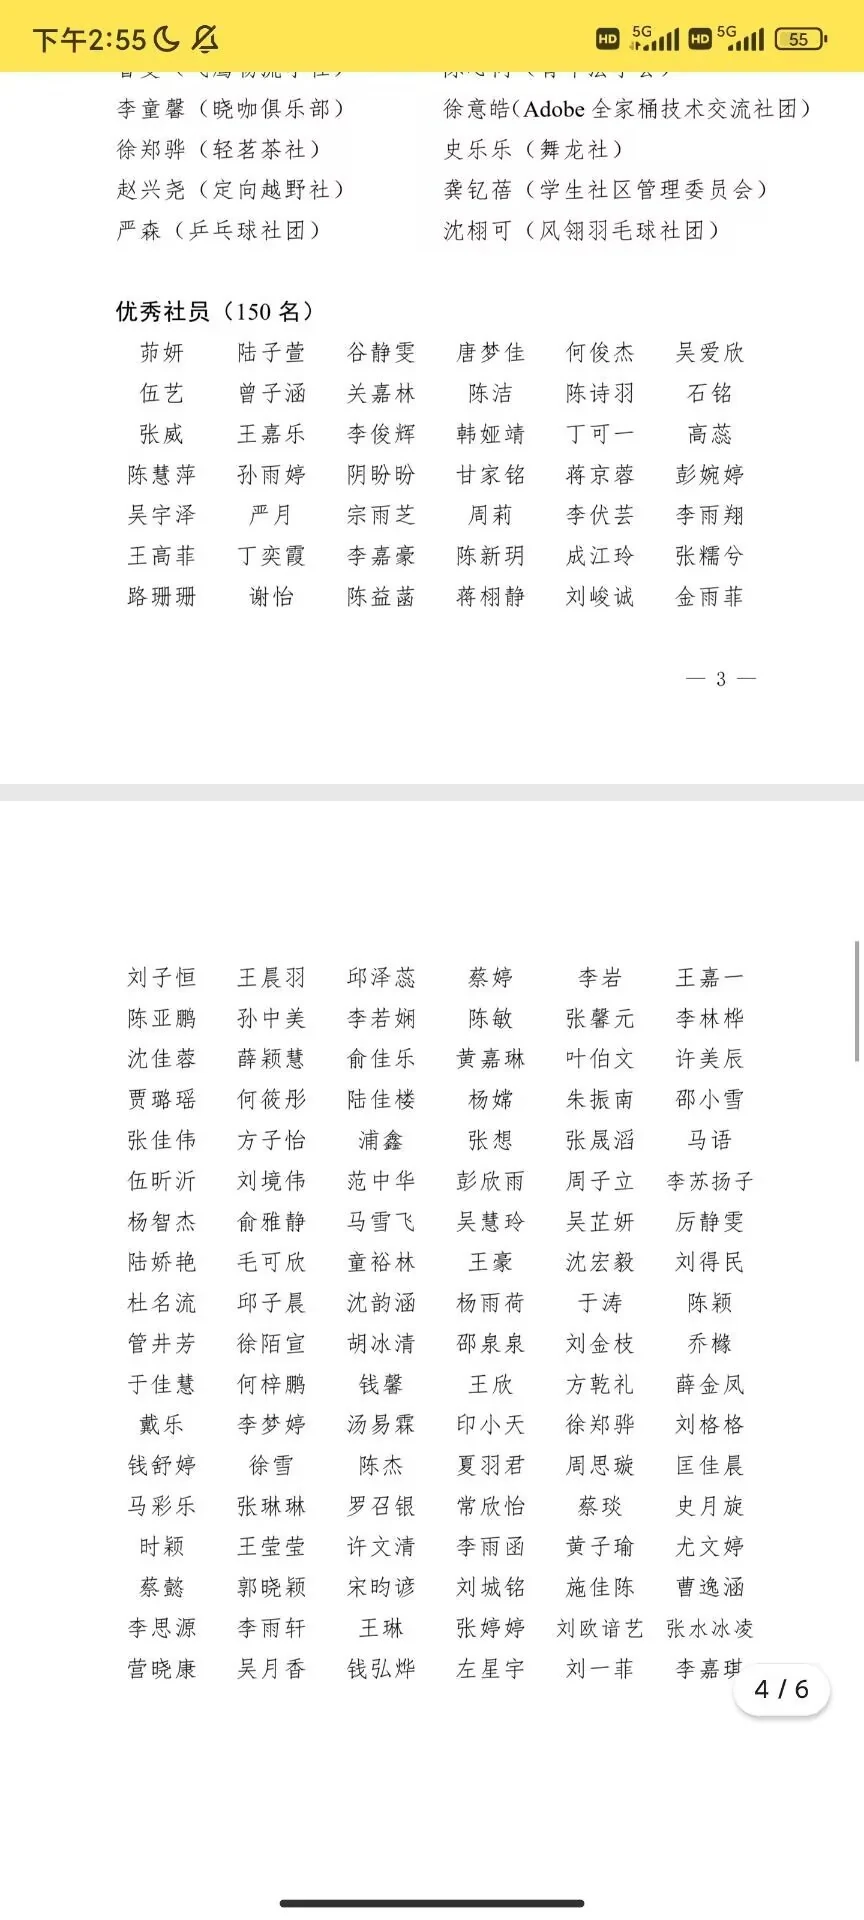 下午2:55 HD 5G HD 5G 55
李童馨（晓咖俱乐部） 徐意皓（Adobe 全家桶技术交流社团）
徐郑骅（轻茗茶社） 史乐乐（舞龙社）
赵兴尧（定向越野社） 龚钇蓓（学生社区管理委员会）
严森（乒乓球社团） 沈栩可（风翎羽毛球社团）
优秀社员（150 名）
茆妍 陆子萱 谷静雯 唐梦佳 何俊杰 吴爱欣
伍艺 曾子涵 关嘉林 陈洁 陈诗羽 石铭
张威 王嘉乐 李俊辉 韩娅靖 丁可一 高蕊
陈慧萍 孙雨婷 阴盼盼 甘家铭 蒋京蓉 彭婉婷
吴宇泽 严月 宗雨芝 周莉 李伏芸 李雨翔
王高菲 丁奕霞 李嘉豪 陈新玥 成江玲 张糯兮
路珊珊 谢怡 陈益菡 蒋栩静 刘峻诚 金雨菲
— 3 —
刘子恒 王晨羽 邱泽蕊 蔡婷 李岩 王嘉一
陈亚鹏 孙中美 李若娴 陈敏 张馨元 李林桦
沈佳蓉 薛颖慧 俞佳乐 黄嘉琳 叶伯文 许美辰
贾璐瑶 何筱彤 陆佳楼 杨嫦 朱振南 邵小雪
张佳伟 方子怡 浦鑫 张想 张晟滔 马语
伍昕沂 刘境伟 范中华 彭欣雨 周子立 李苏扬子
杨智杰 俞雅静 马雪飞 吴慧玲 吴芷妍 厉静雯
陆娇艳 毛可欣 童裕林 王豪 沈宏毅 刘得民
杜名流 邱子晨 沈韵涵 杨雨荷 于涛 陈颖
管井芳 徐陌宣 胡冰清 邵泉泉 刘金枝 乔橼
于佳慧 何梓鹏 钱馨 王欣 方乾礼 薛金凤
戴乐 李梦婷 汤易霖 印小天 徐郑骅 刘格格
钱舒婷 徐雪 陈杰 夏羽君 周思璇 匡佳晨
马彩乐 张琳琳 罗召银 常欣怡 蔡琰 史月旋
时颖 王莹莹 许文清 李雨函 黄子瑜 尤文婷
蔡懿 郭晓颖 宋昀谚 刘城铭 施佳陈 曹逸涵
李思源 李雨轩 王琳 张婷婷 刘欧谙艺 张水冰凌
营晓康 吴月香 钱弘烨 左星宇 刘一菲 李嘉琪
4 / 6